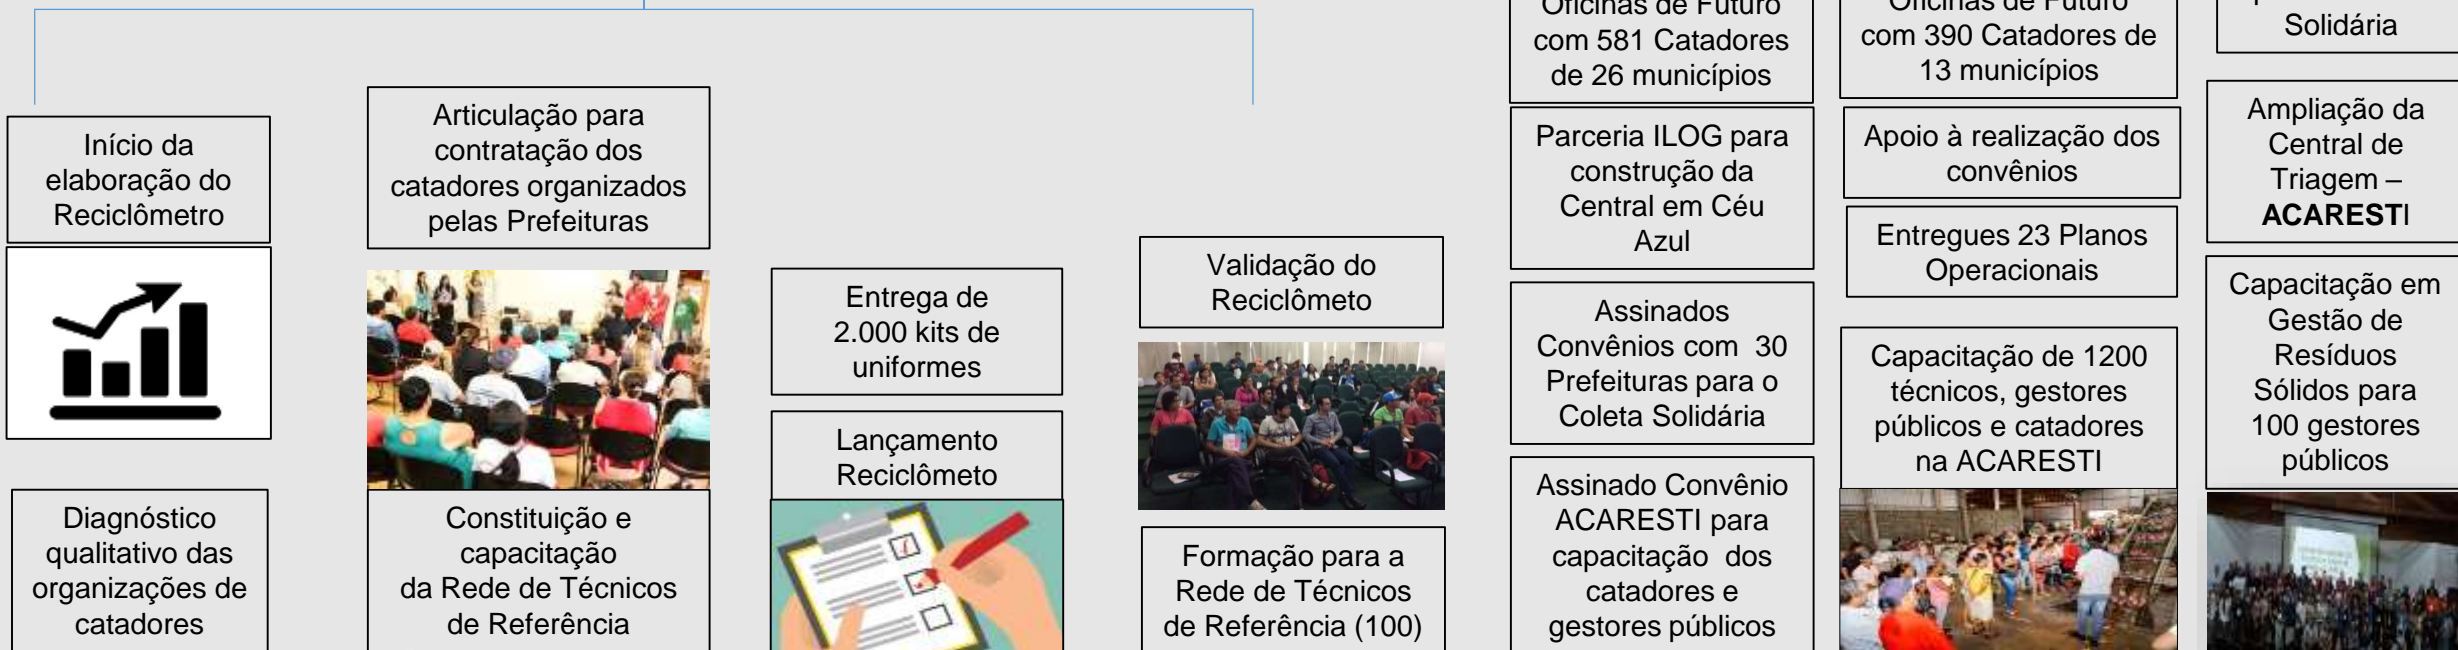 Início da
elaboração do
Reciclômetro
Diagnóstico
qualitativo das
organizações de
catadores
Articulação para
contratação dos
catadores organizados
pelas Prefeituras
Constituição e
capacitação
da Rede de Técnicos
de Referência
Entrega de
2.000 kits de
uniformes
Lançamento
Reciclômeto
Validação do
Reciclômeto
Formação para a
Rede de Técnicos
de Referência (100)
Oficinas de Futuro
com 581 Catadores
de 26 municípios
Parceria ILOG para
construção da
Central em Céu
Azul
Assinados
Convênios com 30
Prefeituras para o
Coleta Solidária
Assinado Convênio
ACARESTI para
capacitação dos
catadores e
gestores públicos
Oficinas de Futuro
com 390 Catadores de
13 municípios
Apoio à realização dos
convênios
Entregues 23 Planos
Operacionais
Capacitação de 1200
técnicos, gestores
públicos e catadores
na ACARESTI
Solidária
Ampliação da
Central de
Triagem –
ACARESTI
Capacitação em
Gestão de
Resíduos
Sólidos para
100 gestores
públicos